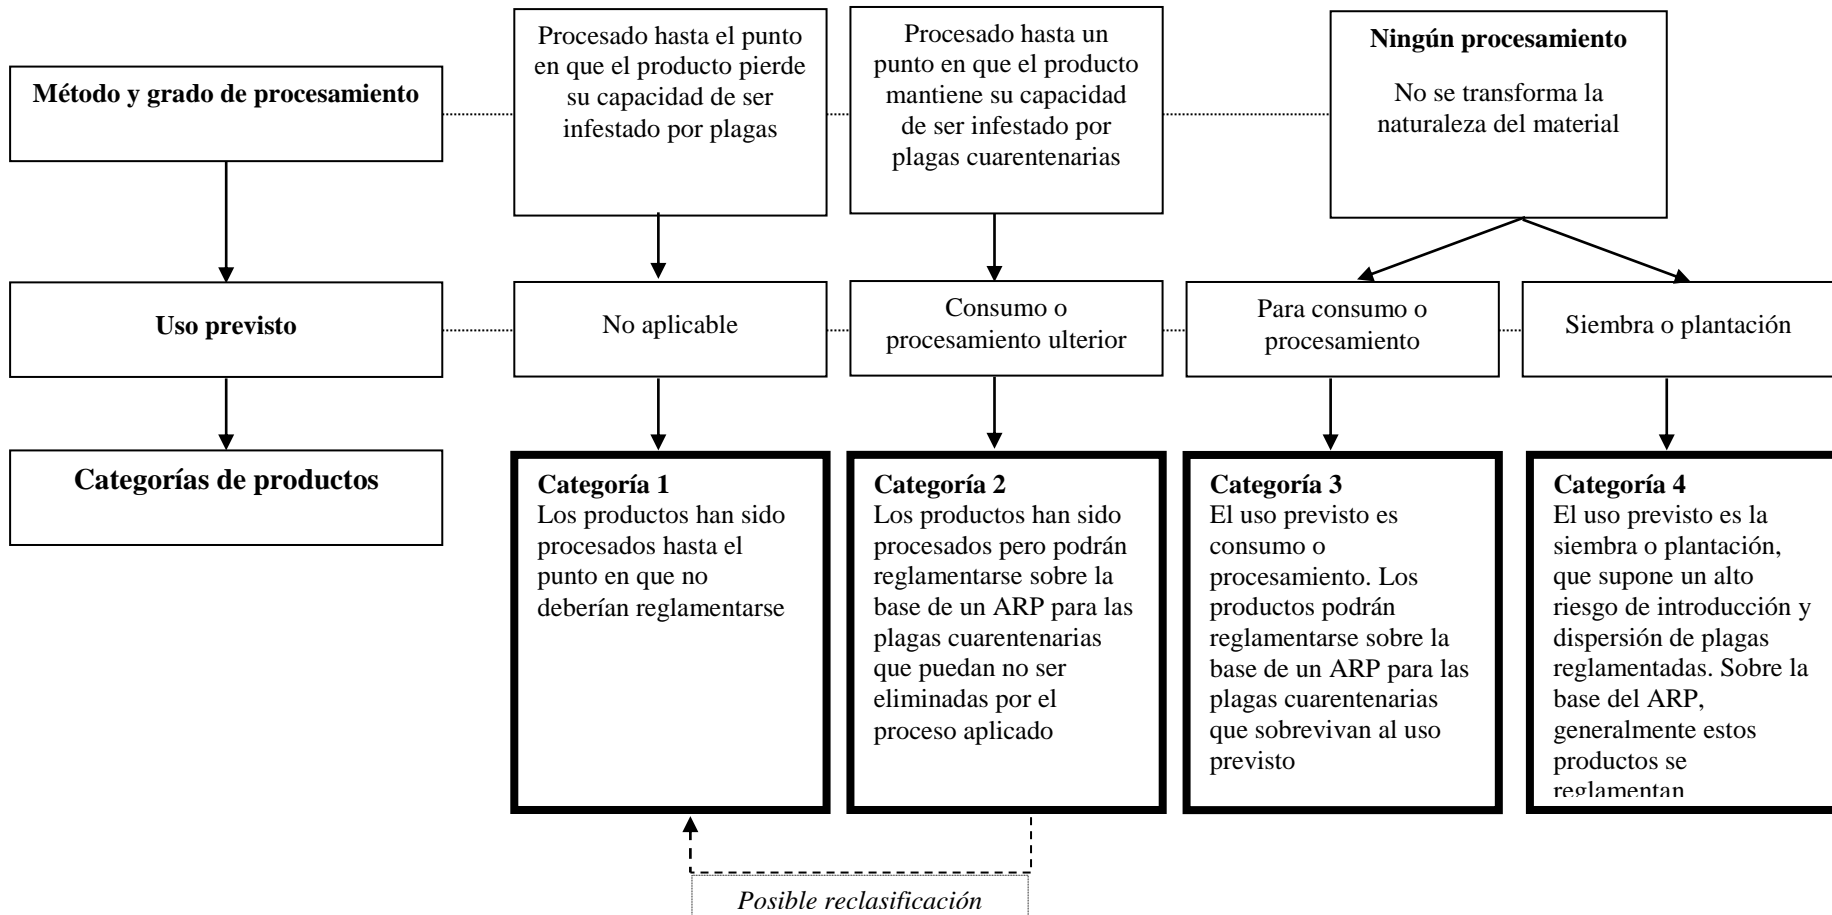 Método y grado de procesamiento
Procesado hasta el punto
en que el producto pierde
su capacidad de ser
infestado por plagas
Procesado hasta un
punto en que el producto
mantiene su capacidad
de ser infestado por
plagas cuarentenarias
Ningún procesamiento
No se transforma la
naturaleza del material
Uso previsto
No aplicable
Consumo o
procesamiento ulterior
Para consumo o
procesamiento
Siembra o plantación
Categorías de productos
Categoría 1
Los productos han sido
procesados hasta el
punto en que no
deberían reglamentarse
Categoría 2
Los productos han sido
procesados pero podrán
reglamentarse sobre la
base de un ARP para las
plagas cuarentenarias
que puedan no ser
eliminadas por el
proceso aplicado
Categoría 3
El uso previsto es
consumo o
procesamiento. Los
productos podrán
reglamentarse sobre la
base de un ARP para las
plagas cuarentenarias
que sobrevivan al uso
previsto
Categoría 4
El uso previsto es la
siembra o plantación,
que supone un alto
riesgo de introducción y
dispersión de plagas
reglamentadas. Sobre la
base del ARP,
generalmente estos
productos se
reglamentan
Posible reclasificación